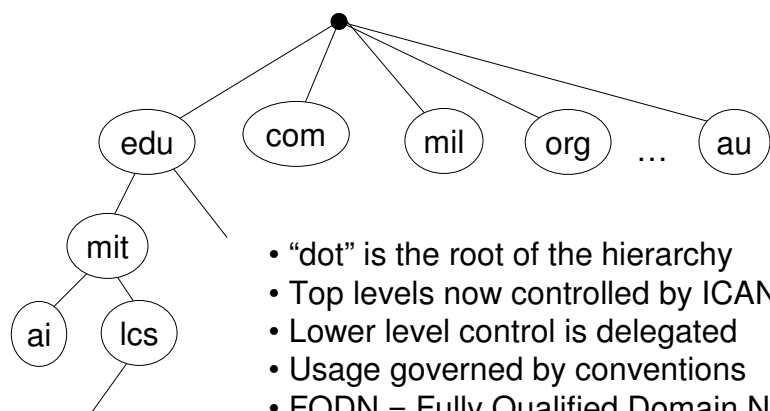 edu com mil org ... au
mit
ai lcs
• “dot” is the root of the hierarchy
• Top levels now controlled by ICAN
• Lower level control is delegated
• Usage governed by conventions
• FQDN = Fully Qualified Domain N